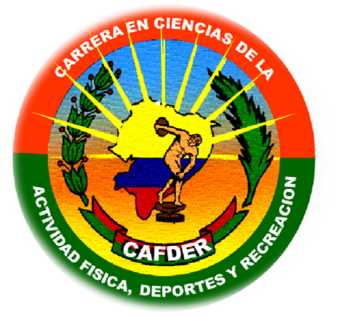 CARRERA EN CIENCIAS DE LA
ACTIVIDAD FISICA, DEPORTES Y RECREACION
CAFDER